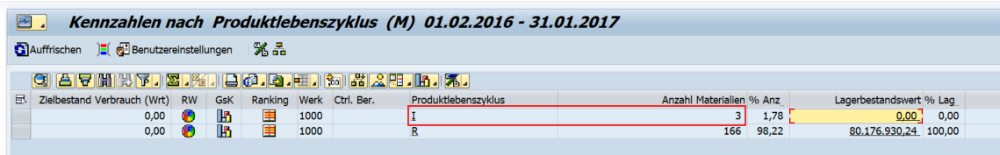 Kennzahlen nach Produktlebenszyklus (M) 01.02.2016 - 31.01.2017
Auffrischen Benutzereinstellungen
Zielbestand Verbrauch (Wrt) RW GsK Ranking Werk Ctrl. Ber. Produktlebenszyklus Anzahl Materialien % Anz_ Lagerbestandswert % Lag_
0,00 1000 I 3 1,78 0,00 0,00
0,00 1000 R 166 98,22 80.176.930,24 100,00